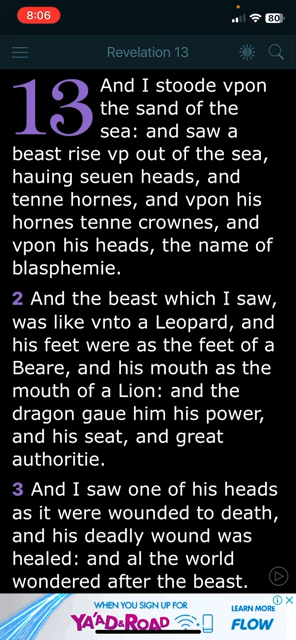 8:06
80
Revelation 13
13 And I stoode vpon
the sand of the
sea: and saw a
beast rise vp out of the sea,
hauing seuen heads, and
tenne hornes, and vpon his
hornes tenne crownes, and
vpon his heads, the name of
blasphemie.
2 And the beast which I saw,
was like vnto a Leopard, and
his feet were as the feet of a
Beare, and his mouth as the
mouth of a Lion: and the
dragon gaue him his power,
and his seat, and great
authoritie.
3 And I saw one of his heads
as it were wounded to death,
and his deadly wound was
healed: and al the world
wondered after the beast.
WHEN YOU SIGN UP FOR
YA'AD&ROAD
LEARN MORE
FLOW